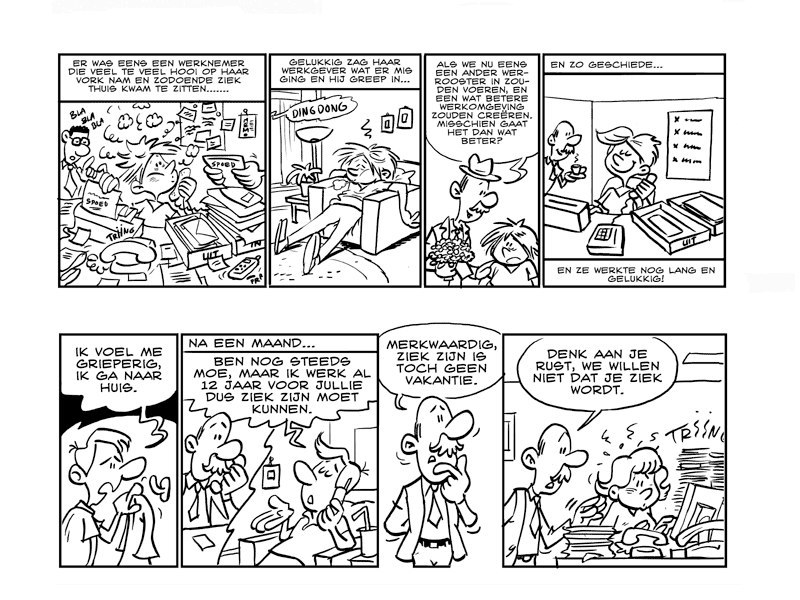 ER WAS EENS EEN WERKNEMER
DIE VEEL TE VEEL HOOI OP HAAR
VORK NAM EN ZODOENDE ZIEK
THUIS KWAM TE ZITTEN.......
BLA
BLA
BLA
SPOED
SPOED
TRIING
UIT
IN
GELUKKIG ZAG HAAR
WERKGEVER WAT ER MIS
GING EN HIJ GREEP IN...
DINGDONG
ALS WE NU EENS
EEN ANDER WER-
ROOSTER IN ZOU-
DEN VOEREN, EN
EEN WAT BETERE
WERKOMGEVING
ZOUDEN CREËREN.
MISSCHIEN GAAT
HET DAN WAT
BETER?
EN ZO GESCHIEDE...
UIT
EN ZE WERKTE NOG LANG EN
GELUKKIG!
IK VOEL ME
GRIEPERIG,
IK GA NAAR
HUIS.
NA EEN MAAND...
BEN NOG STEEDS
MOE, MAAR IK WERK AL
12 JAAR VOOR JULLIE
DUS ZIEK ZIJN MOET
KUNNEN.
MERKWAARDIG,
ZIEK ZIJN IS
TOCH GEEN
VAKANTIE.
DENK AAN JE
RUST, WE WILLEN
NIET DAT JE ZIEK
WORDT.
TRIING